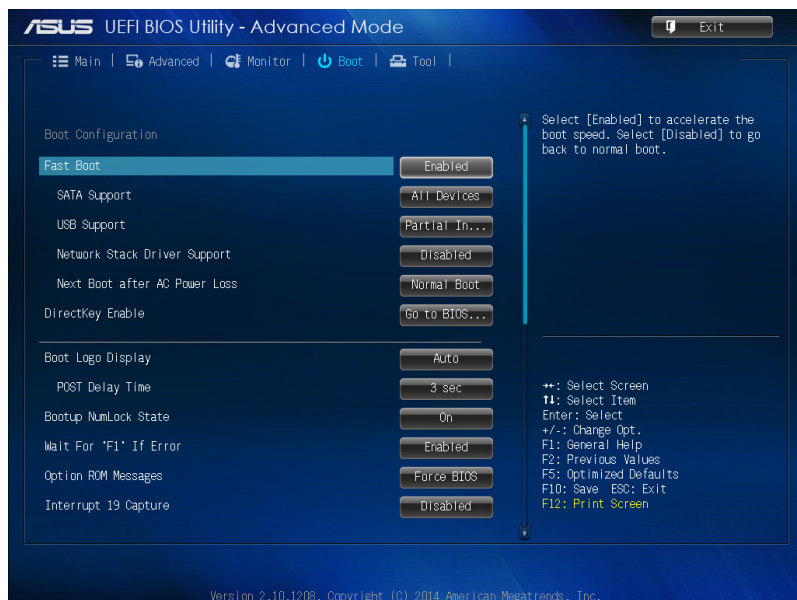 ASUS UEFI BIOS Utility - Advanced Mode
Exit
Main | Advanced | Monitor | Boot | Tool |
Boot Configuration
Fast Boot Enabled
SATA Support All Devices
USB Support Partial In...
Network Stack Driver Support Disabled
Next Boot after AC Power Loss Normal Boot
DirectKey Enable Go to BIOS...
Boot Logo Display Auto
POST Delay Time 3 sec
Bootup NumLock State On
Wait For 'F1' If Error Enabled
Option ROM Messages Force BIOS
Interrupt 19 Capture Disabled
Select [Enabled] to accelerate the
boot speed. Select [Disabled] to go
back to normal boot.
→←: Select Screen
↑↓: Select Item
Enter: Select
+/-: Change Opt.
F1: General Help
F2: Previous Values
F5: Optimized Defaults
F10: Save ESC: Exit
F12: Print Screen
Version 2.10.1208. Copyright (C) 2014 American Megatrends, Inc.